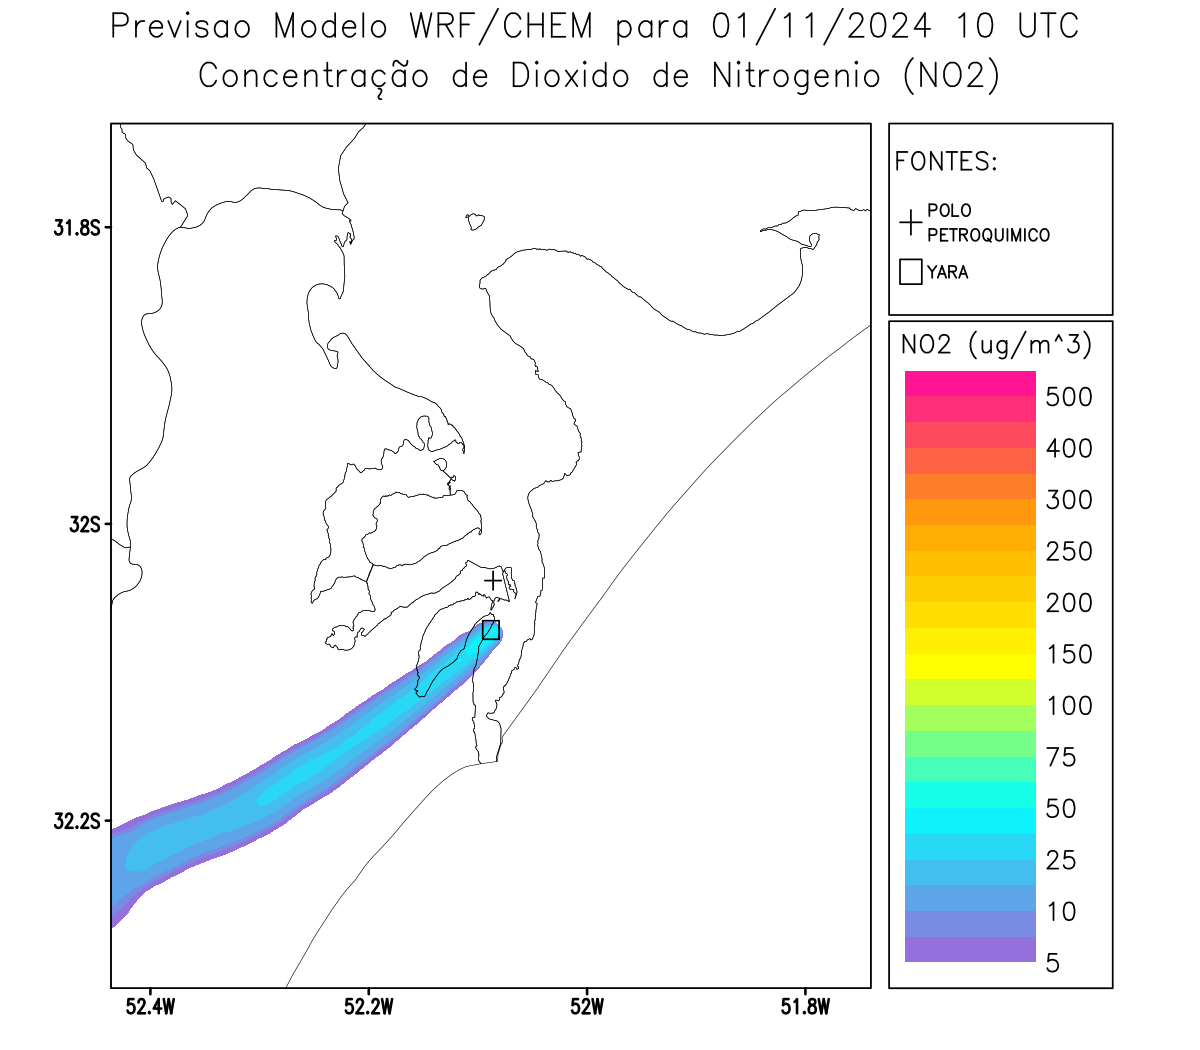 Previsao Modelo WRF/CHEM para 01/11/2024 10 UTC
Concentração de Dioxido de Nitrogenio (NO2)
FONTES:
POLO
PETROQUIMICO
YARA
31.8S
32S
32.2S
52.4W
52.2W
52W
51.8W
NO2 (ug/m^3)
500
400
300
250
200
150
100
75
50
25
10
5